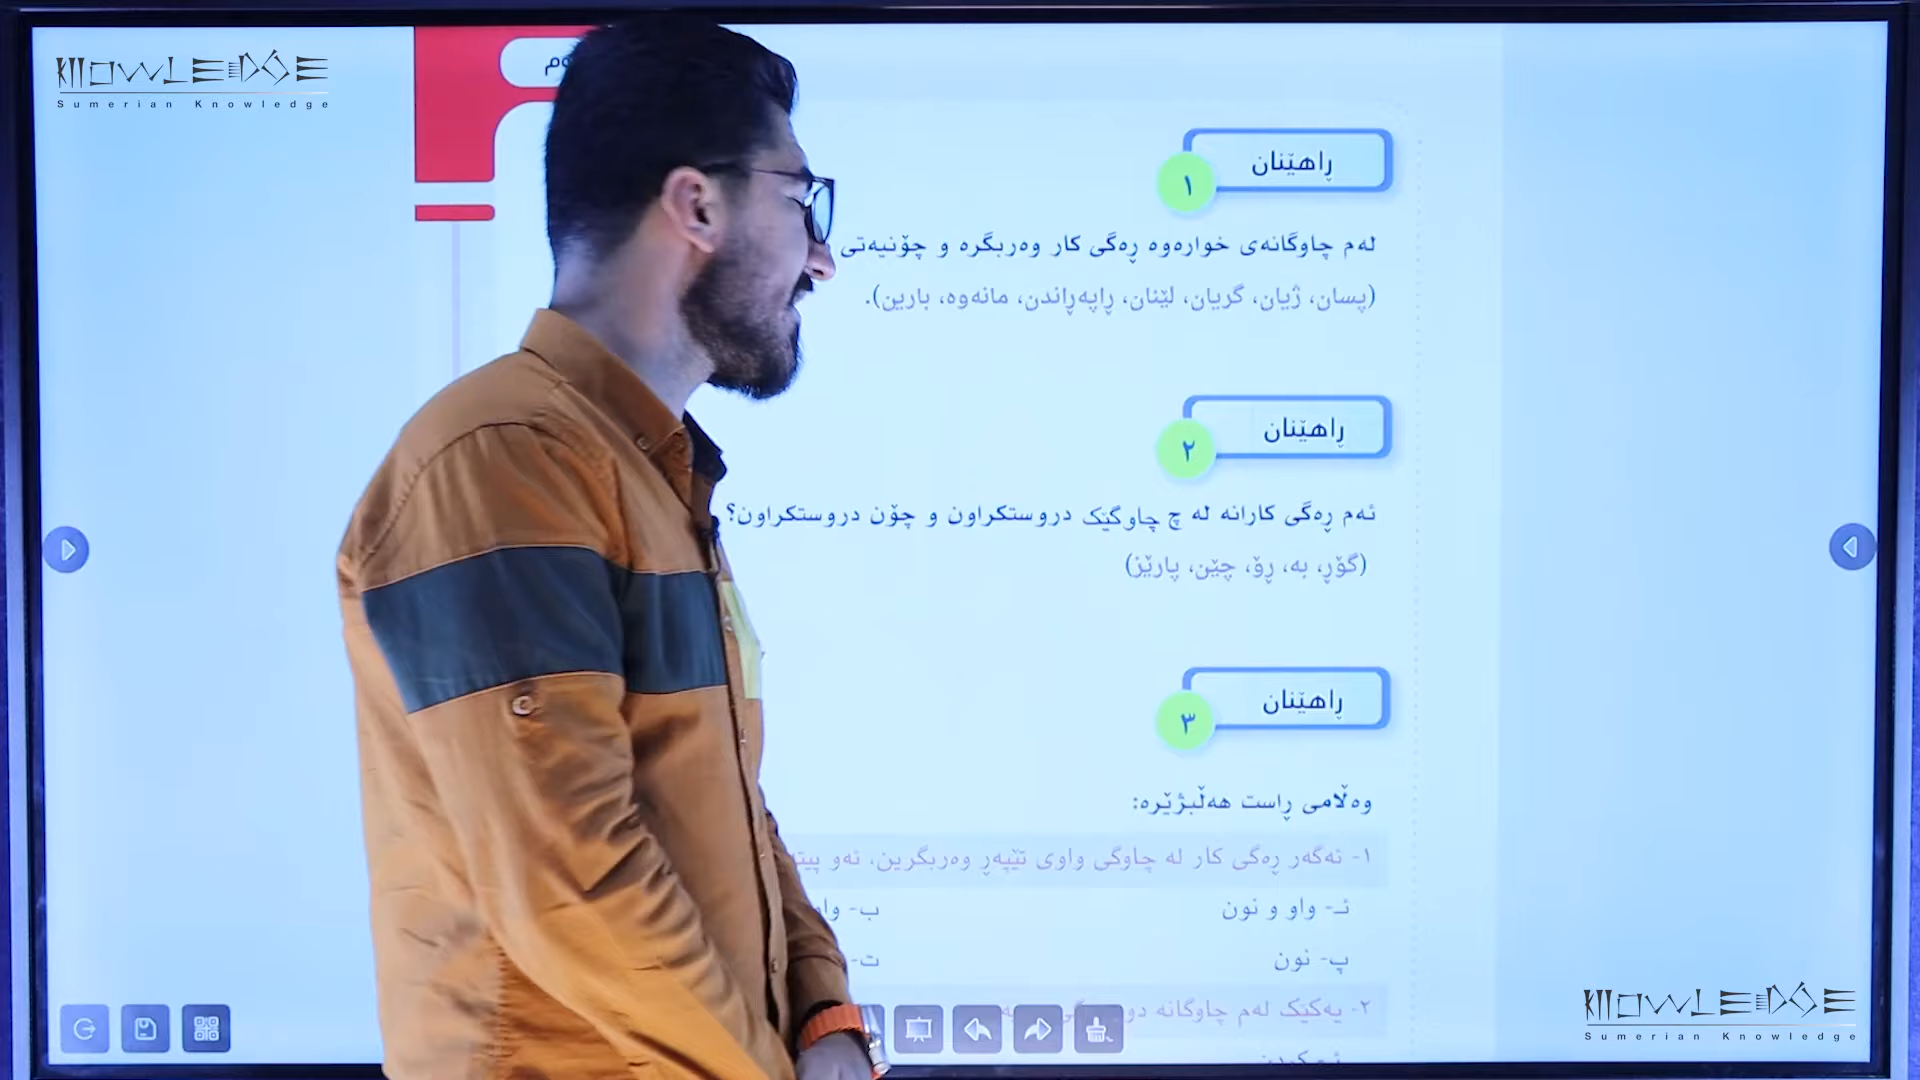 KNOWLEDGE
Sumerian Knowledge
ڕاهێنان
١
لەم چاوگانەی خوارەوە ڕەگی کار وەربگرە و چۆنیەتی
(پسان، ژیان، گریان، لێنان، ڕاپەڕاندن، مانەوە، بارین).
ڕاهێنان
٢
ئەم ڕەگی کارانە لە چ چاوگێک دروستکراون و چۆن دروستکراون؟
(گۆڕ، بە، ڕۆ، چێن، پارێز)
ڕاهێنان
٣
وەڵامی ڕاست هەڵبژێرە:
١- ئەگەر ڕەگی کار لە چاوگی واوی تێپەڕ وەربگرین، ئەو
ئـ- واو و نون
ب- واو
پ- نون
ت-
٢- یەکێک لەم چاوگانە
KNOWLEDGE
Sumerian Knowledge